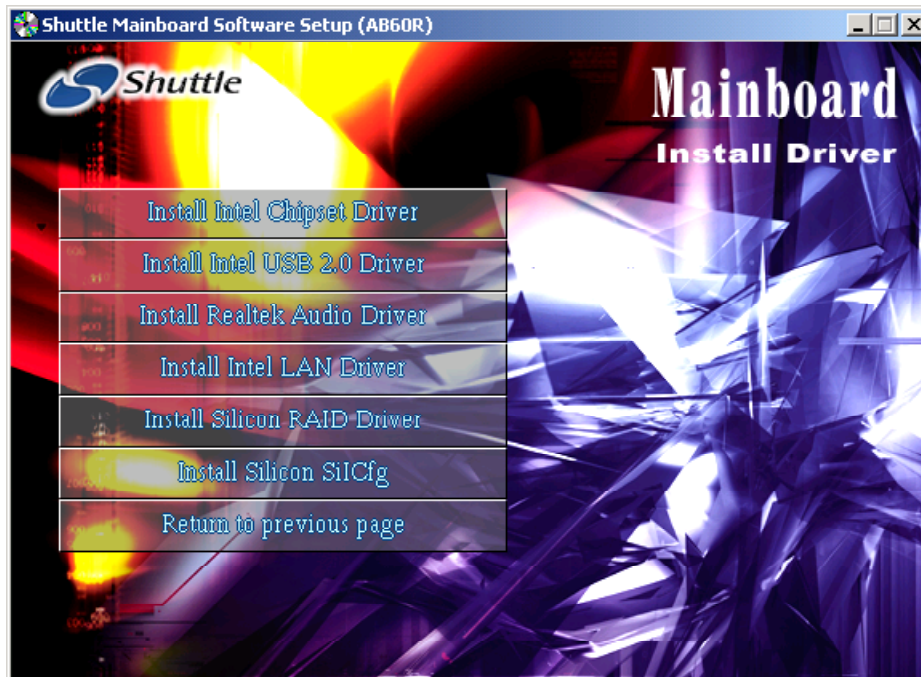 Shuttle Mainboard Software Setup (AB60R)
Shuttle
Mainboard
Install Driver
Install Intel Chipset Driver
Install Intel USB 2.0 Driver
Install Realtek Audio Driver
Install Intel LAN Driver
Install Silicon RAID Driver
Install Silicon SiICfg
Return to previous page